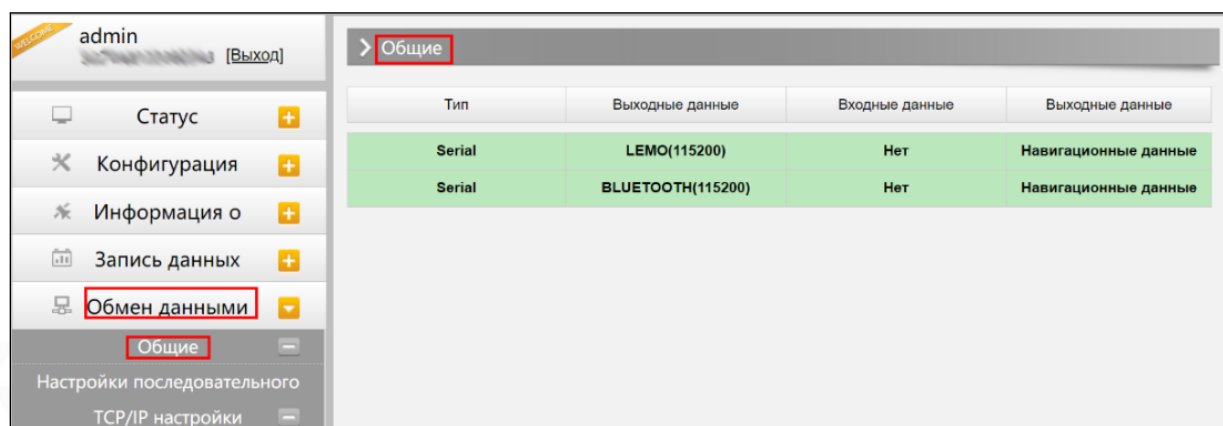 WELCOME
admin
[Выход]
Статус
Конфигурация
Информация о
Запись данных
Обмен данными
Общие
Настройки последовательного
TCP/IP настройки
Общие
Тип Выходные данные Входные данные Выходные данные
Serial LEMO(115200) Нет Навигационные данные
Serial BLUETOOTH(115200) Нет Навигационные данные